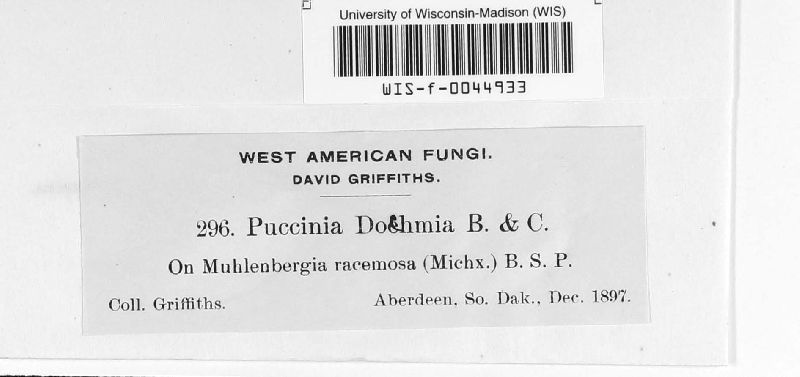 University of Wisconsin-Madison (WIS)
WIS-f-0044933
WEST AMERICAN FUNGI.
DAVID GRIFFITHS.
296. Puccinia Dochmia B. & C.
On Muhlenbergia racemosa (Michx.) B. S. P.
Coll. Griffiths. Aberdeen, So. Dak., Dec. 1897.